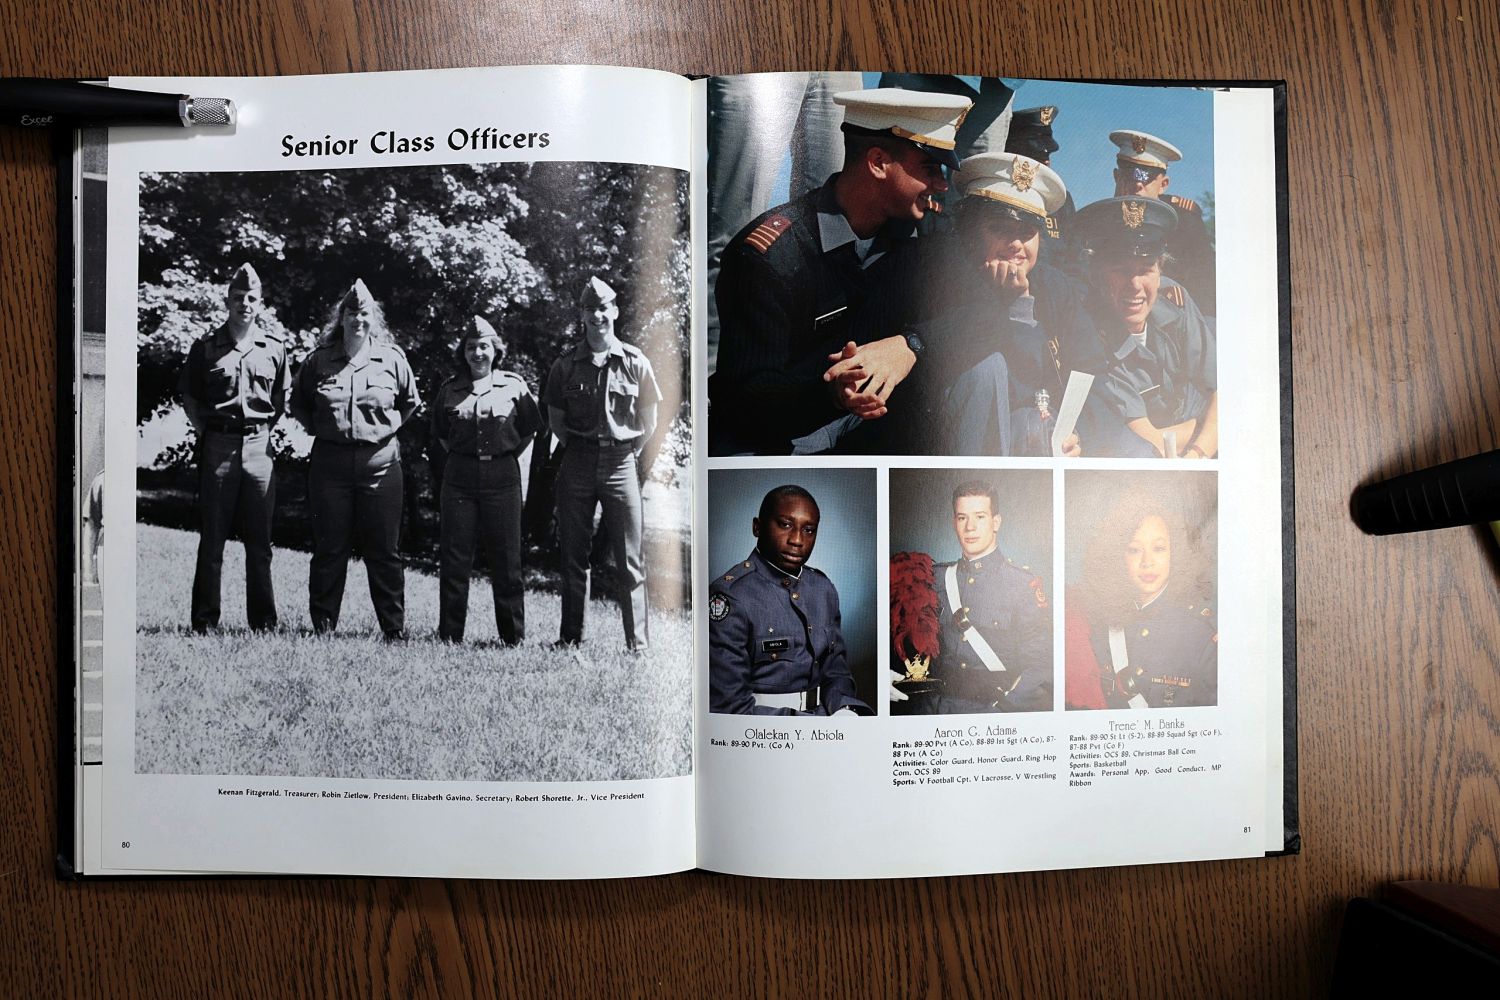 Excel
Senior Class Officers
Keenan Fitzgerald, Treasurer; Robin Zietlow, President; Elizabeth Gavino, Secretary; Robert Shorette, Jr., Vice President
80
91
ABIOLA
Olalekan Y. Abiola
Rank: 89-90 Pvt. (Co A)
Aaron G. Adams
Rank: 89-90 Pvt (A Co), 88-89 1st Sgt (A Co), 87-
88 Pvt (A Co)
Activities: Color Guard, Honor Guard, Ring Hop
Com, OCS 89
Sports: V Football Cpt, V Lacrosse, V Wrestling
Trene' M. Banks
Rank: 89-90 St Lt (S-2), 88-89 Squad Sgt (Co F),
87-88 Pvt (Co F)
Activities: OCS 89, Christmas Ball Com
Sports: Basketball
Awards: Personal App, Good Conduct, MP
Ribbon
81